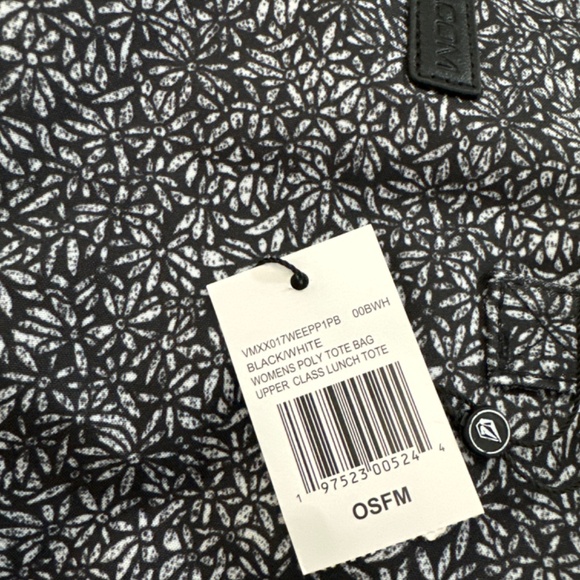 VMXX017WEEPP1PB 00BWH
BLACK/WHITE
WOMENS POLY TOTE BAG
UPPER CLASS LUNCH TOTE
1 97523 00524 4
OSFM